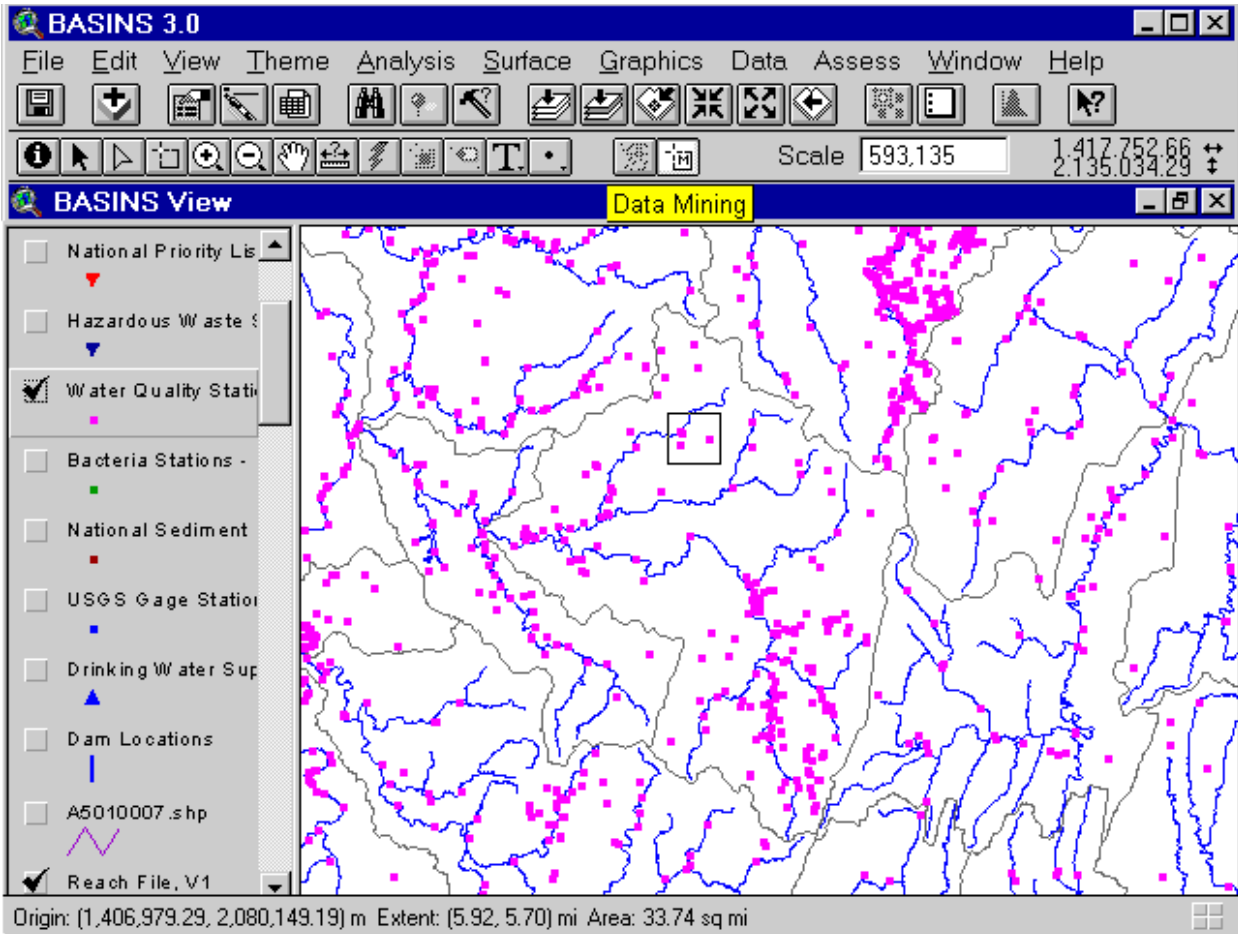 BASINS 3.0
File Edit View Theme Analysis Surface Graphics Data Assess Window Help
Scale 593,135 1,417,752.66
2,135,034.29
BASINS View Data Mining
National Priority Lis
Hazardous Waste S
Water Quality Stati
Bacteria Stations -
National Sediment
USGS Gage Station
Drinking Water Sup
Dam Locations
A5010007.shp
Reach File, V1
Origin: (1,406,979.29, 2,080,149.19) m Extent: (5.92, 5.70) mi Area: 33.74 sq mi